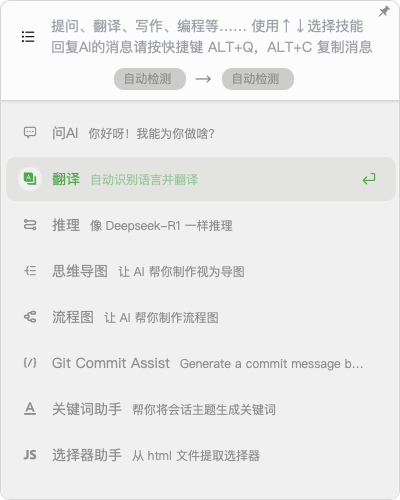 提问、翻译、写作、编程等…… 使用↑↓选择技能
回复AI的消息请按快捷键 ALT+Q，ALT+C 复制消息
自动检测 → 自动检测
问AI 你好呀！我能为你做啥?
翻译 自动识别语言并翻译
推理 像 Deepseek-R1 一样推理
思维导图 让 AI 帮你制作视为导图
流程图 让 AI 帮你制作流程图
Git Commit Assist Generate a commit message b...
关键词助手 帮你将会话主题生成关键词
JS 选择器助手 从 html 文件提取选择器